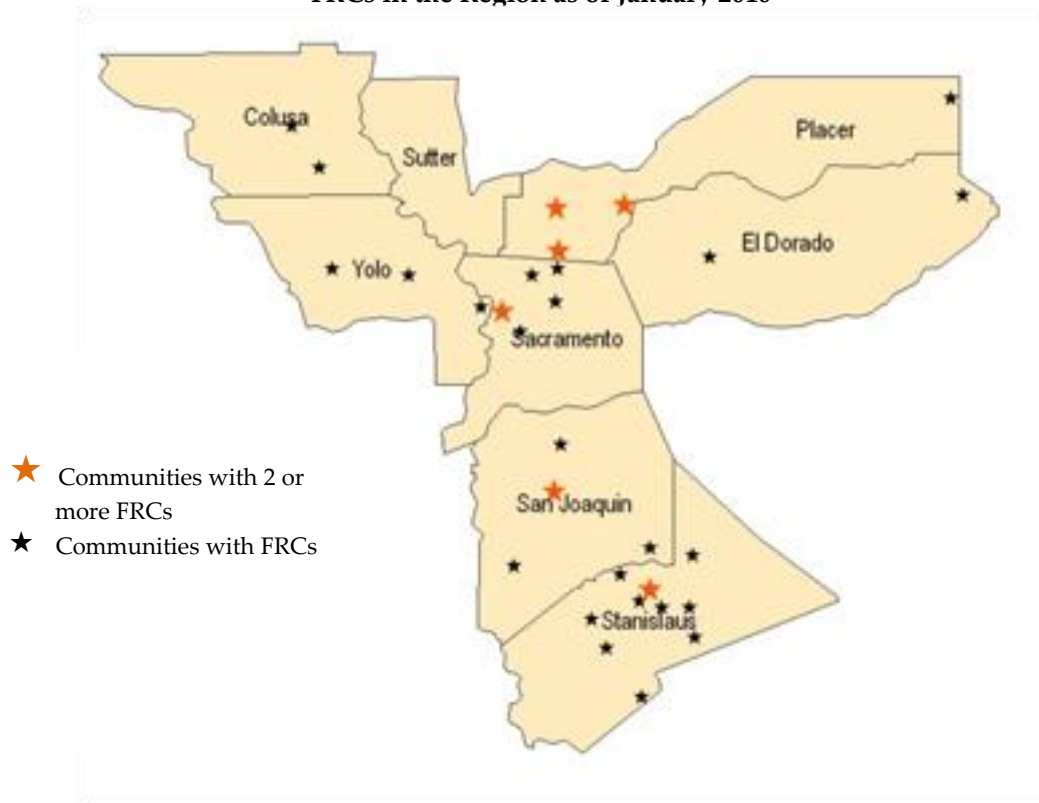 FRCs in the Region as of January 2010
Colusa
Sutter
Placer
Yolo
El Dorado
Sacramento
San Joaquin
Stanislaus
Communities with 2 or
more FRCs
Communities with FRCs